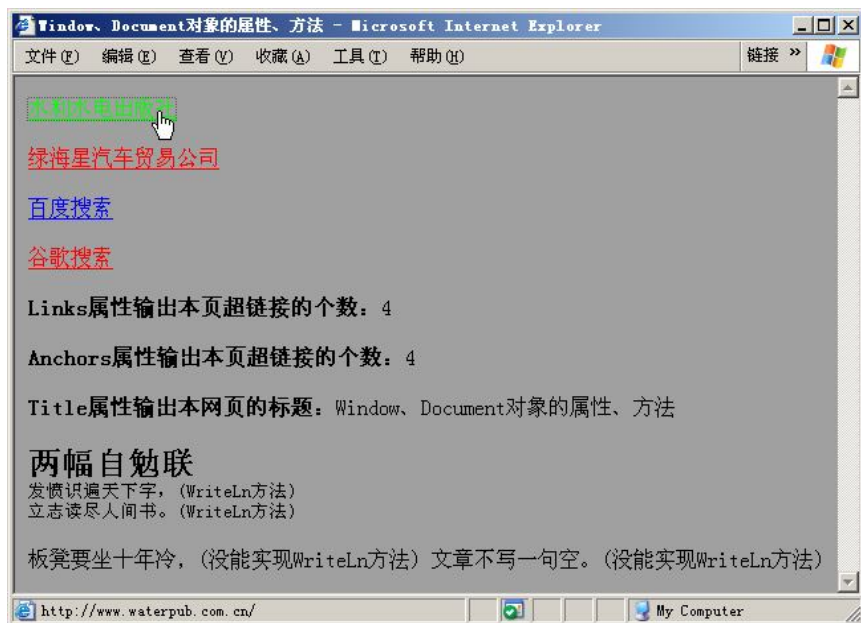 Window、Document对象的属性、方法 - Microsoft Internet Explorer
文件(F) 编辑(E) 查看(V) 收藏(A) 工具(T) 帮助(H) 链接 »
水利水电出版社
绿海星汽车贸易公司
百度搜索
谷歌搜索
Links属性输出本页超链接的个数：4
Anchors属性输出本页超链接的个数：4
Title属性输出本网页的标题：Window、Document对象的属性、方法
两幅自勉联
发愤识遍天下字，(WriteLn方法)
立志读尽人间书。(WriteLn方法)
板凳要坐十年冷，(没能实现WriteLn方法) 文章不写一句空。(没能实现WriteLn方法)
http://www.waterpub.com.cn/ My Computer